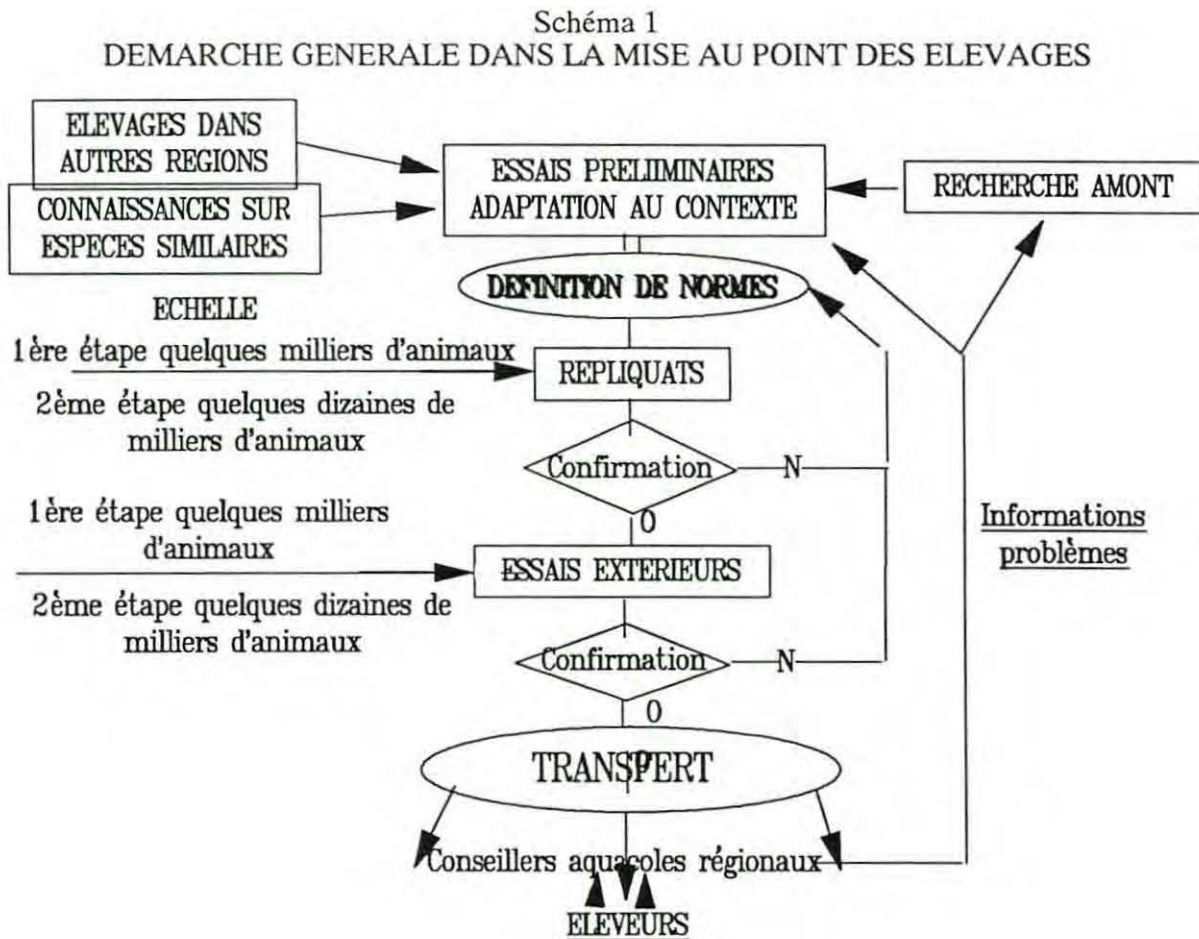 Schéma 1
DEMARCHE GENERALE DANS LA MISE AU POINT DES ELEVAGES
ELEVAGES DANS
AUTRES REGIONS
CONNAISSANCES SUR
ESPECES SIMILAIRES
ESSAIS PRELIMINAIRES
ADAPTATION AU CONTEXTE
RECHERCHE AMONT
DEFINITION DE NORMES
ECHELLE
1ère étape quelques milliers d'animaux
REPLIQUATS
2ème étape quelques dizaines de
milliers d'animaux
Confirmation
N
O
1ère étape quelques milliers
d'animaux
ESSAIS EXTERIEURS
2ème étape quelques dizaines de
milliers d'animaux
Confirmation
N
O
Informations
problèmes
TRANSFERT
Conseillers aquacoles régionaux
ELEVEURS